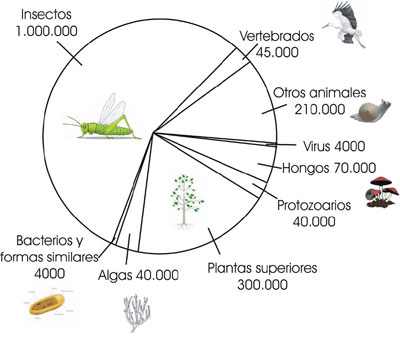 Insectos
1.000.000
Vertebrados
45.000
Otros animales
210.000
Virus 4000
Hongos 70.000
Protozoarios
40.000
Plantas superiores
300.000
Algas 40.000
Bacterios y
formas similares
4000